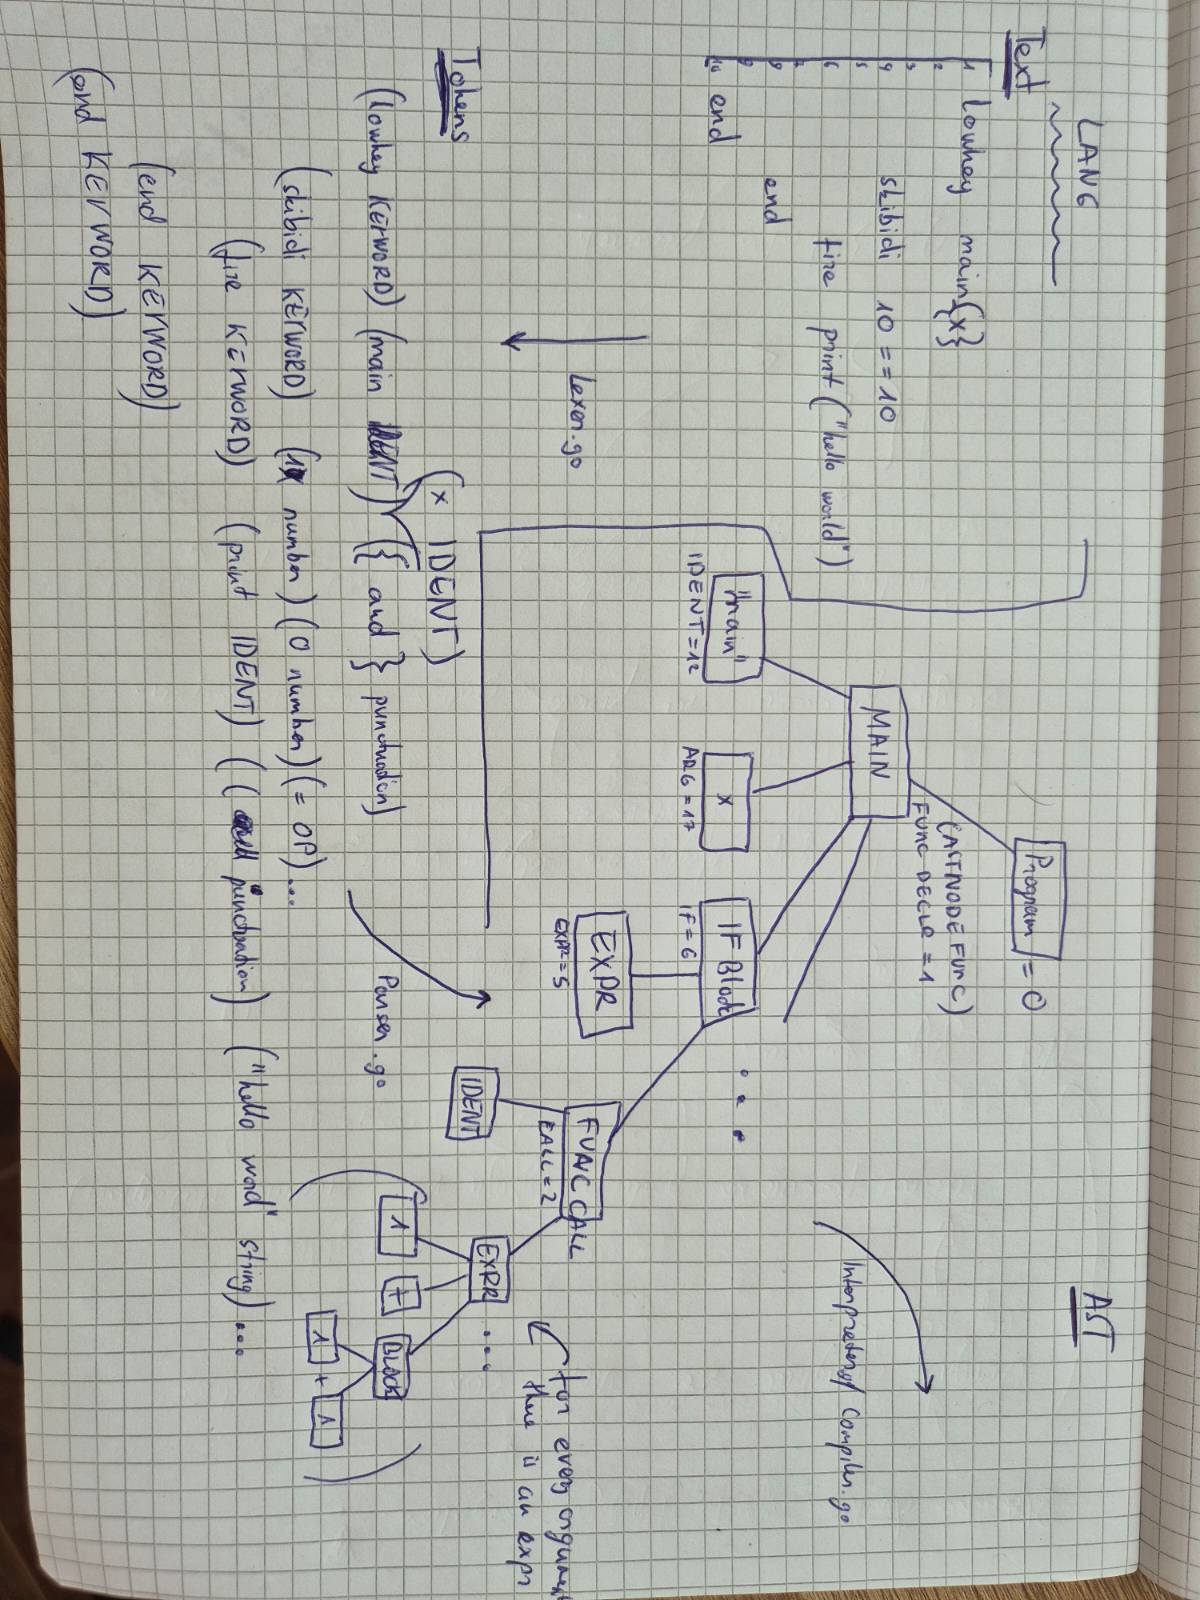 LANG
Text
1 lowkey main{x}
2
3
4 skibidi 10 == 10
5
6 fire print ("hello world")
7
8 end
9
10 end
Lexer.go
AST
Program = 0
(ASTNODE FUNC)
FUNC DECLR = 1
MAIN
"main"
IDENT = 12
x
ARG = 17
IF Block
IF = 6
...
EXPR
EXPR = 5
FUNC CALL
CALL = 2
for every argument
there is an expr
IDENT
EXRR ...
1 + BLOCK
1 + 1
Interpreter.go/ Compiler.go
Parser.go
Tokens
(x IDENT)
(lowkey KEYWORD) (main IDENT) ({ and } punctuation)
(skibidi KEYWORD) (1 number) (0 number) (= OP) ...
(fire KEYWORD) (print IDENT) (( punctuation) ("hello word" string) ...
(end KEYWORD)
(end KEYWORD)